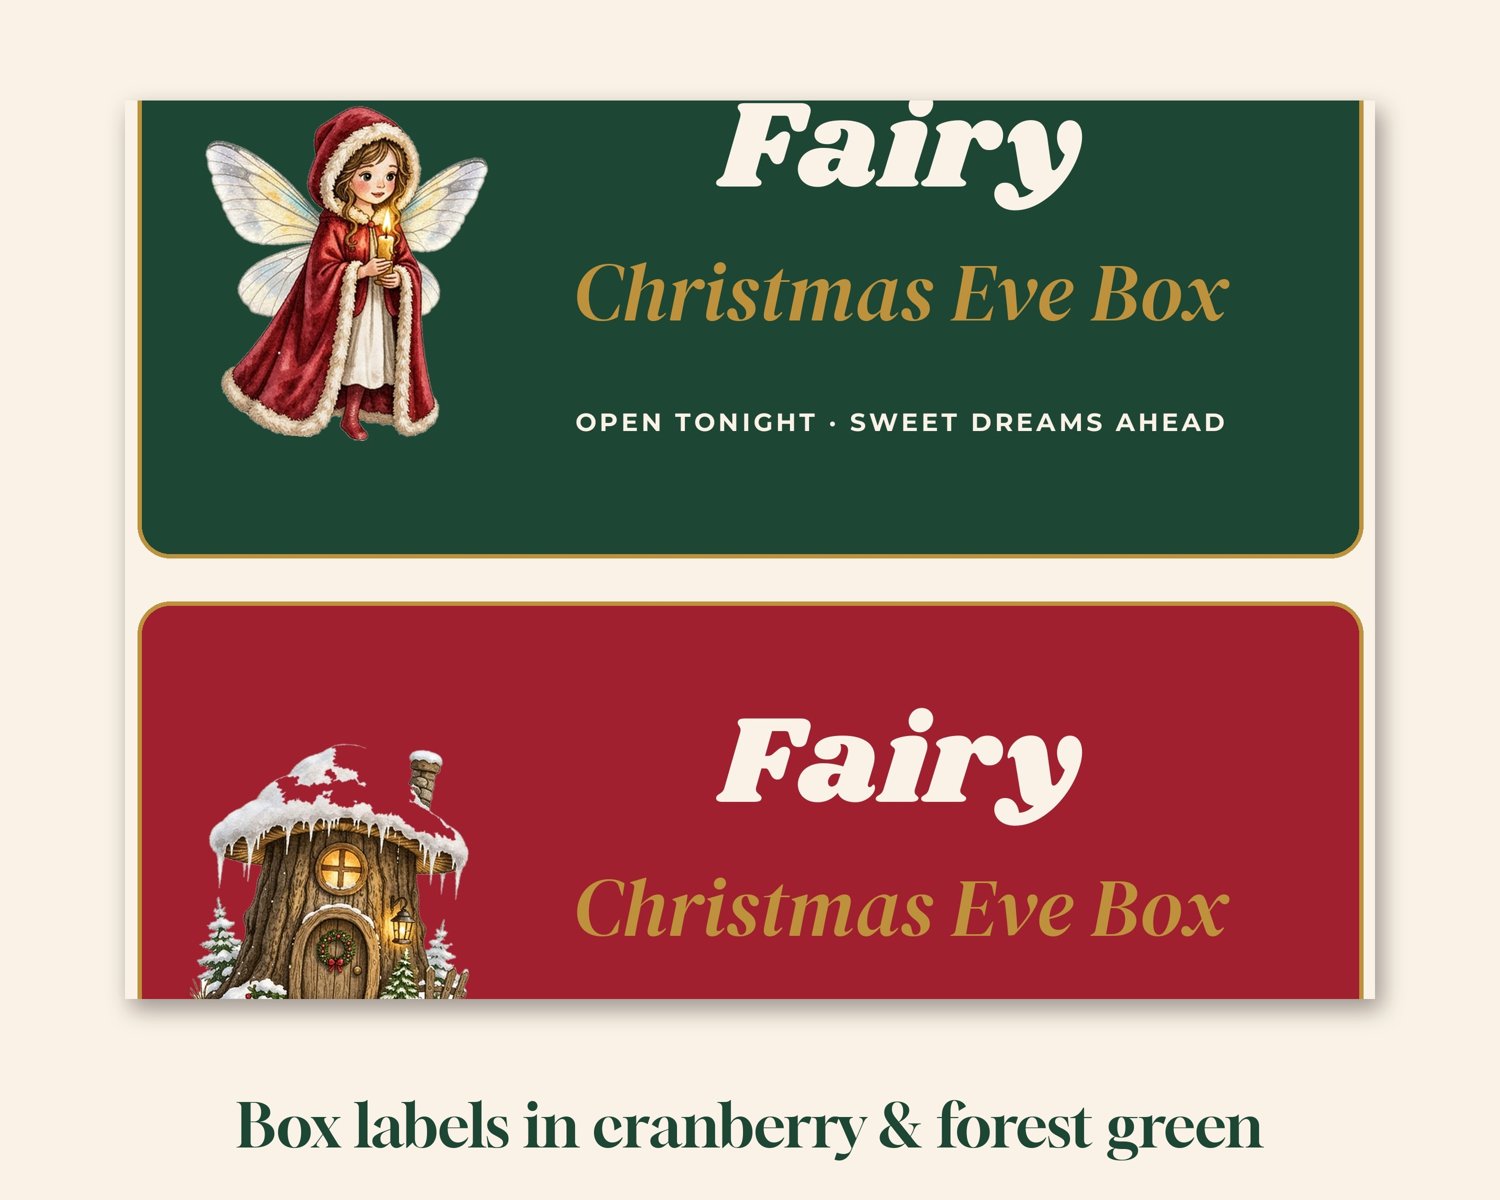 Fairy
Christmas Eve Box
OPEN TONIGHT · SWEET DREAMS AHEAD
Fairy
Christmas Eve Box
Box labels in cranberry & forest green